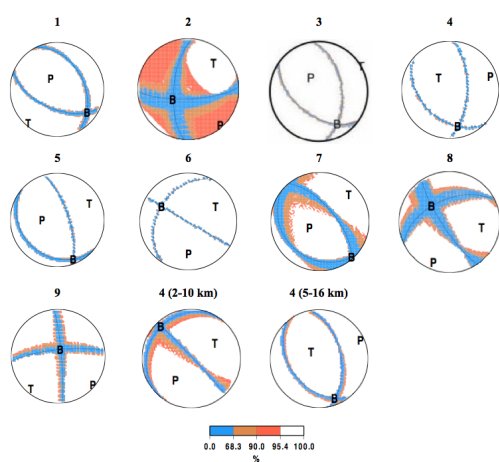 1 2 3 4
P T B
T B P
P T B
T P B
5 6 7 8
P T B
B T P
T P B
B T P
9 4 (2-10 km) 4 (5-16 km)
B T P
B T P
T P B
0.0 68.3 90.0 95.4 100.0
%